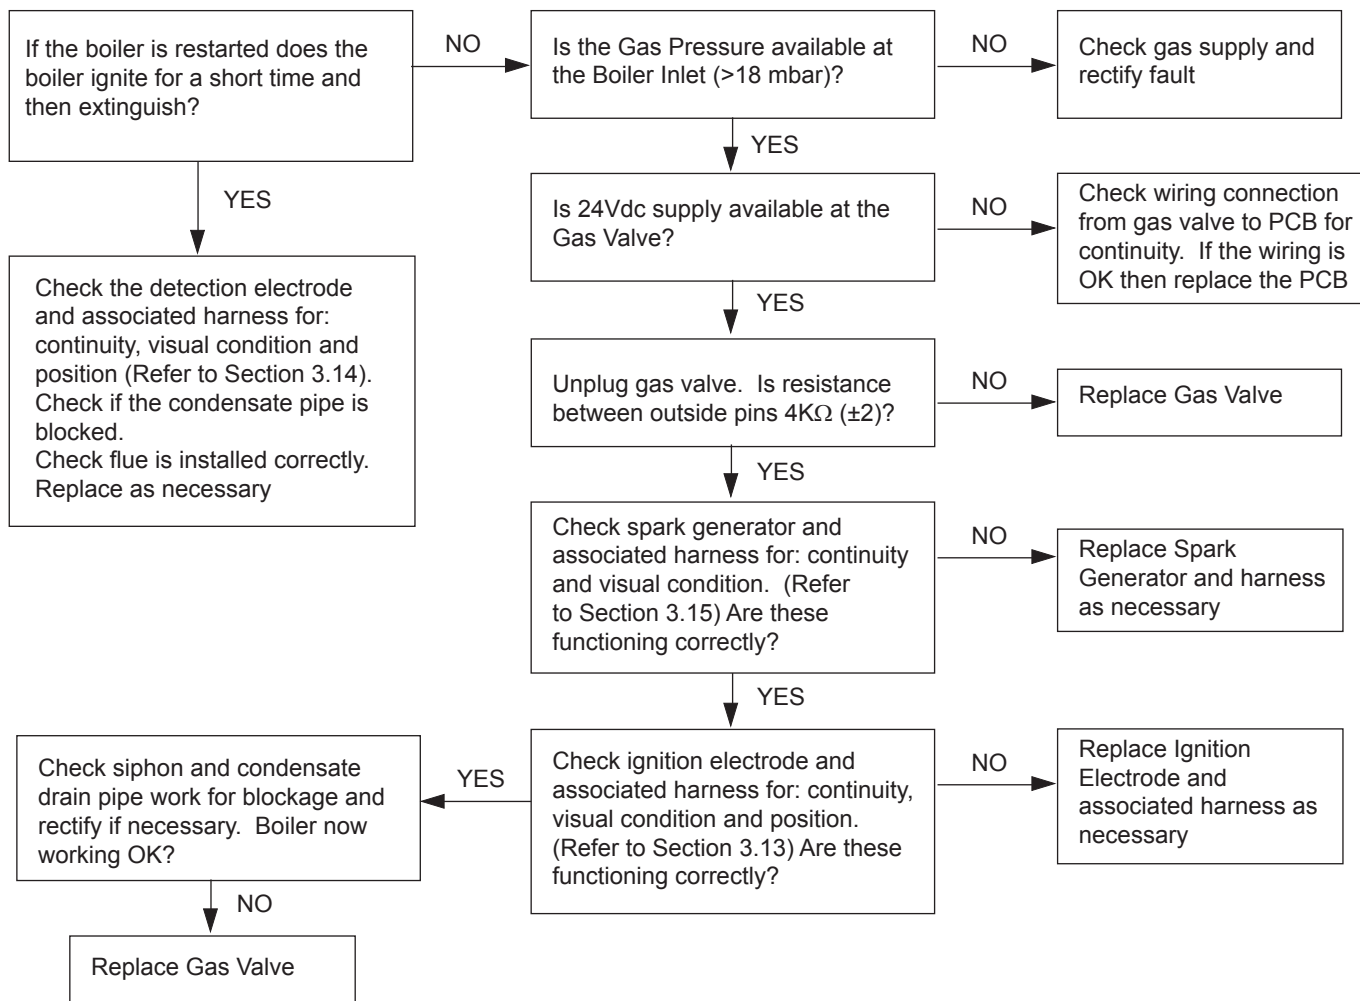 If the boiler is restarted does the
boiler ignite for a short time and
then extinguish?
NO
Is the Gas Pressure available at
the Boiler Inlet (>18 mbar)?
NO
Check gas supply and
rectify fault
YES
YES
Is 24Vdc supply available at the
Gas Valve?
NO
Check wiring connection
from gas valve to PCB for
continuity.  If the wiring is
OK then replace the PCB
Check the detection electrode
and associated harness for:
continuity, visual condition and
position (Refer to Section 3.14).
Check if the condensate pipe is
blocked.
Check flue is installed correctly.
Replace as necessary
YES
Unplug gas valve.  Is resistance
between outside pins 4KΩ (±2)?
NO
Replace Gas Valve
YES
Check spark generator and
associated harness for: continuity
and visual condition.  (Refer
to Section 3.15) Are these
functioning correctly?
NO
Replace Spark
Generator and harness
as necessary
YES
Check ignition electrode and
associated harness for: continuity,
visual condition and position.
(Refer to Section 3.13) Are these
functioning correctly?
NO
Replace Ignition
Electrode and
associated harness as
necessary
YES
Check siphon and condensate
drain pipe work for blockage and
rectify if necessary.  Boiler now
working OK?
NO
Replace Gas Valve